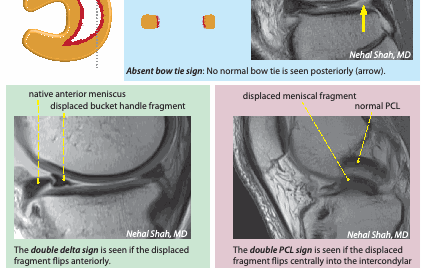 Nehal Shah, MD
Absent bow tie sign: No normal bow tie is seen posteriorly (arrow).
native anterior meniscus
displaced bucket handle fragment
Nehal Shah, MD
The double delta sign is seen if the displaced
fragment flips anteriorly.
displaced meniscal fragment
normal PCL
Nehal Shah, MD
The double PCL sign is seen if the displaced
fragment flips centrally into the intercondylar